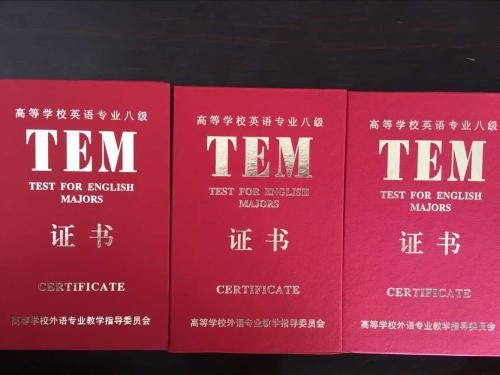 高等学校英语专业八级
TEM
TEST FOR ENGLISH
MAJORS
证书
CERTIFICATE
高等学校外语专业教学指导委员会
高等学校英语专业八级
TEM
TEST FOR ENGLISH
MAJORS
证书
CERTIFICATE
高等学校外语专业教学指导委员会
高等学校英语专业八级
TEM
TEST FOR ENGLISH
MAJORS
证书
CERTIFICATE
高等学校外语专业教学指导委员会